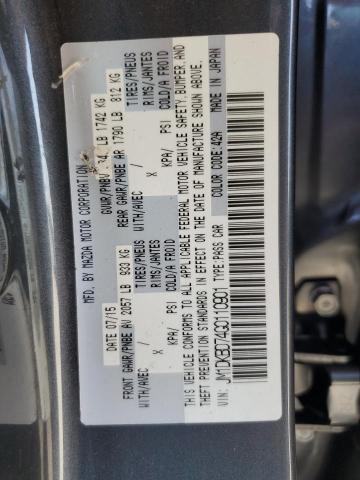 MFD. BY MAZDA MOTOR CORPORATION
DATE 07/15 GVWR/PNBV LB 1742 KG
FRONT GAWR/PNBE AV 2057 LB 933 KG REAR GAWR/PNBE AR 1790 LB 812 KG
WITH/AVEC TIRES/PNEUS WITH/AVEC TIRES/PNEUS
X RIMS/JANTES X RIMS/JANTES
KPA/ PSI COLD/A FROID KPA/ PSI COLD/A FROID
THIS VEHICLE CONFORMS TO ALL APPLICABLE FEDERAL MOTOR VEHICLE SAFETY, BUMPER, AND
THEFT PREVENTION STANDARDS IN EFFECT ON THE DATE OF MANUFACTURE SHOWN ABOVE.
VIN: TYPE:PASS CAR COLOR:42A MADE IN JAPAN